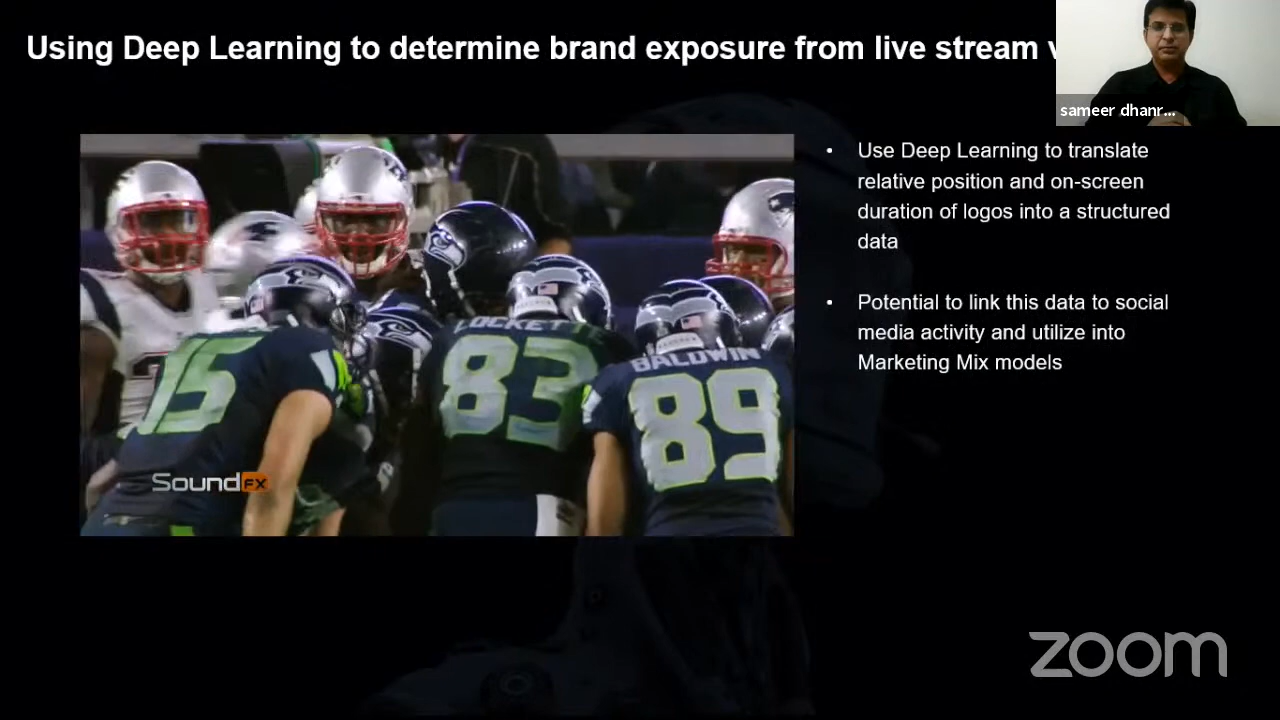 Using Deep Learning to determine brand exposure from live stream
sameer dhanr...
• Use Deep Learning to translate
relative position and on-screen
duration of logos into a structured
data
• Potential to link this data to social
media activity and utilize into
Marketing Mix models
LOCKETT
BALDWIN
15
83
89
SoundFX
zoom